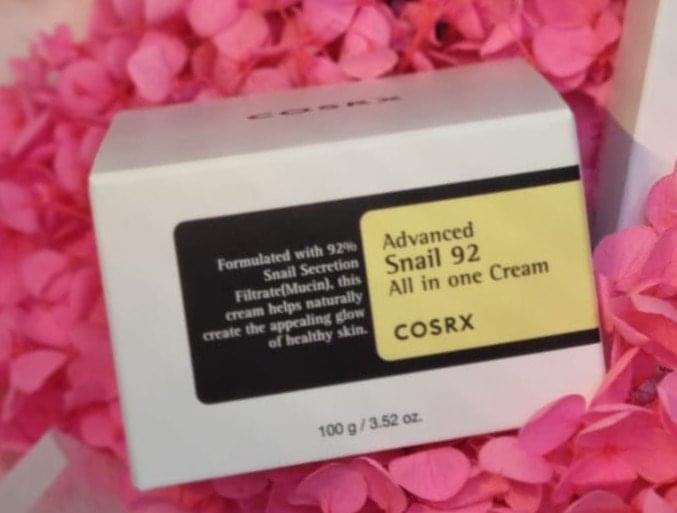 COSRX
Formulated with 92%
Snail Secretion
Filtrate(Mucin), this
cream helps naturally
create the appealing glow
of healthy skin.
Advanced
Snail 92
All in one Cream
COSRX
100 g / 3.52 oz.